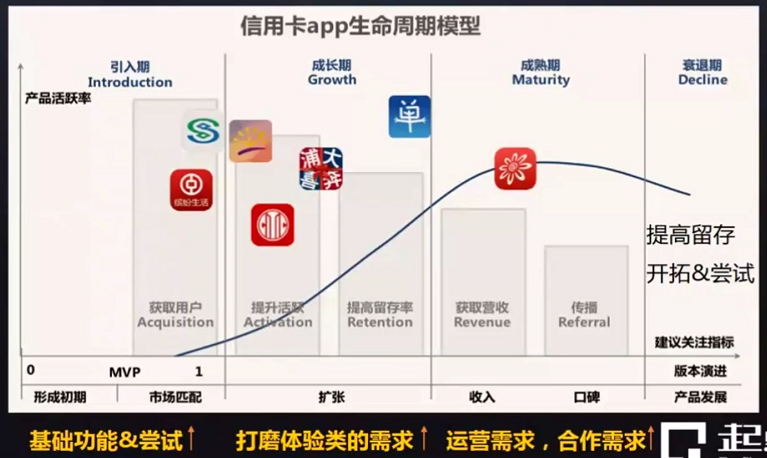 信用卡app生命周期模型
引入期
Introduction
成长期
Growth
成熟期
Maturity
衰退期
Decline
产品活跃率
单
浦大
喜奔
缤纷生活
提高留存
开拓&尝试
获取用户
Acquisition
提升活跃
Activation
提高留存率
Retention
获取营收
Revenue
传播
Referral
建议关注指标
0
MVP
1
版本演进
形成初期
市场匹配
扩张
收入
口碑
产品发展
基础功能&尝试↑
打磨体验类的需求↑
运营需求，合作需求↑
起